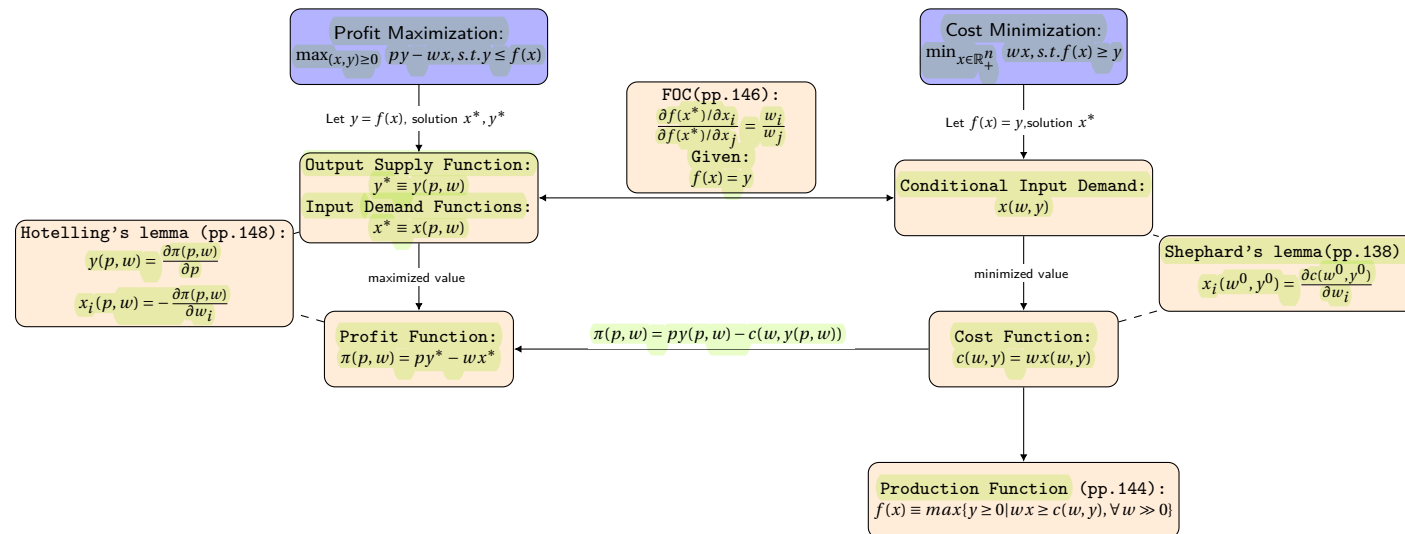 Profit Maximization:
max_{(x,y)≥0} py − wx, s.t. y ≤ f(x)
Cost Minimization:
min_{x∈ℝ^n_+} wx, s.t. f(x) ≥ y
FOC(pp.146):
∂f(x*)/∂x_i / ∂f(x*)/∂x_j = w_i / w_j
Given:
f(x) = y
Let y = f(x), solution x*, y*
Let f(x) = y,solution x*
Output Supply Function:
y* ≡ y(p, w)
Input Demand Functions:
x* ≡ x(p, w)
Conditional Input Demand:
x(w, y)
Hotelling's lemma (pp.148):
y(p, w) = ∂π(p,w) / ∂p
x_i(p, w) = − ∂π(p,w) / ∂w_i
maximized value
minimized value
Shephard's lemma(pp.138)
x_i(w^0, y^0) = ∂c(w^0,y^0) / ∂w_i
Profit Function:
π(p, w) = py* − wx*
π(p, w) = py(p, w) − c(w, y(p, w))
Cost Function:
c(w, y) = wx(w, y)
Production Function (pp.144):
f(x) ≡ max{y ≥ 0|wx ≥ c(w, y), ∀w ≫ 0}